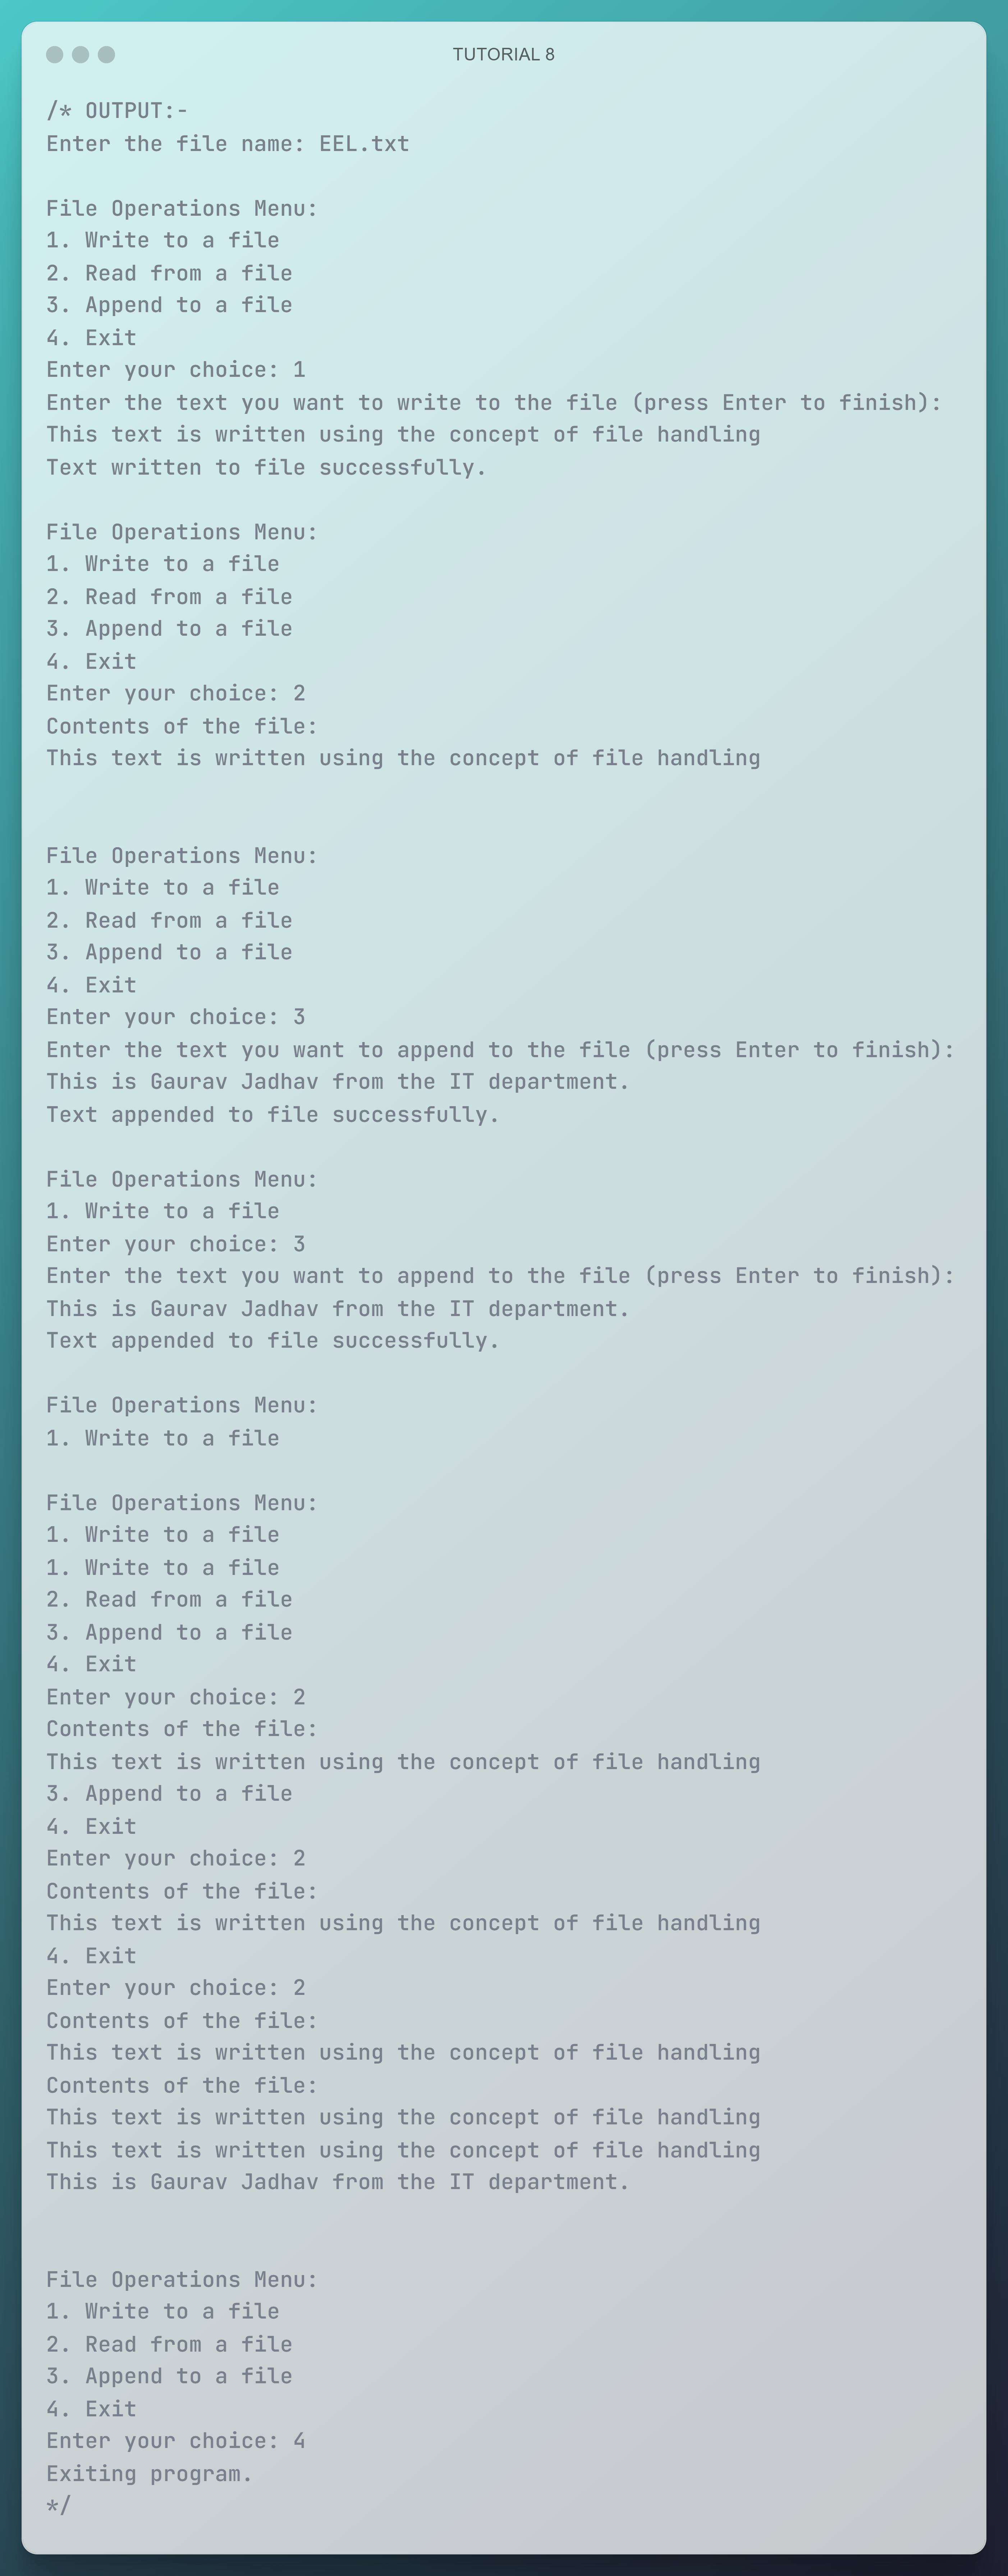 TUTORIAL 8
/* OUTPUT:-
Enter the file name: EEL.txt

File Operations Menu:
1. Write to a file
2. Read from a file
3. Append to a file
4. Exit
Enter your choice: 1
Enter the text you want to write to the file (press Enter to finish):
This text is written using the concept of file handling
Text written to file successfully.

File Operations Menu:
1. Write to a file
2. Read from a file
3. Append to a file
4. Exit
Enter your choice: 2
Contents of the file:
This text is written using the concept of file handling


File Operations Menu:
1. Write to a file
2. Read from a file
3. Append to a file
4. Exit
Enter your choice: 3
Enter the text you want to append to the file (press Enter to finish):
This is Gaurav Jadhav from the IT department.
Text appended to file successfully.

File Operations Menu:
1. Write to a file
Enter your choice: 3
Enter the text you want to append to the file (press Enter to finish):
This is Gaurav Jadhav from the IT department.
Text appended to file successfully.

File Operations Menu:
1. Write to a file

File Operations Menu:
1. Write to a file
1. Write to a file
2. Read from a file
3. Append to a file
4. Exit
Enter your choice: 2
Contents of the file:
This text is written using the concept of file handling
3. Append to a file
4. Exit
Enter your choice: 2
Contents of the file:
This text is written using the concept of file handling
4. Exit
Enter your choice: 2
Contents of the file:
This text is written using the concept of file handling
Contents of the file:
This text is written using the concept of file handling
This text is written using the concept of file handling
This is Gaurav Jadhav from the IT department.


File Operations Menu:
1. Write to a file
2. Read from a file
3. Append to a file
4. Exit
Enter your choice: 4
Exiting program.
*/